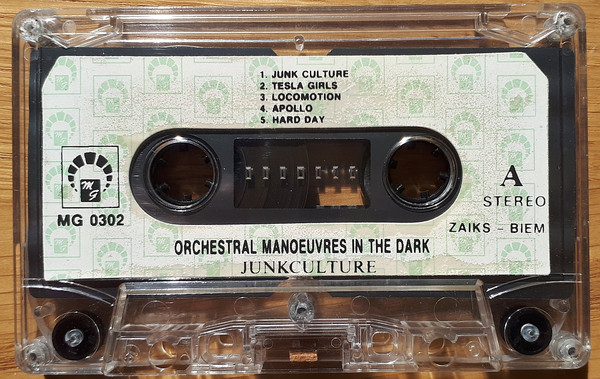 1. JUNK CULTURE
2. TESLA GIRLS
3. LOCOMOTION
4. APOLLO
5. HARD DAY
MG
MG 0302
A
STEREO
ZAIKS - BIEM
ORCHESTRAL MANOEUVRES IN THE DARK
JUNKCULTURE